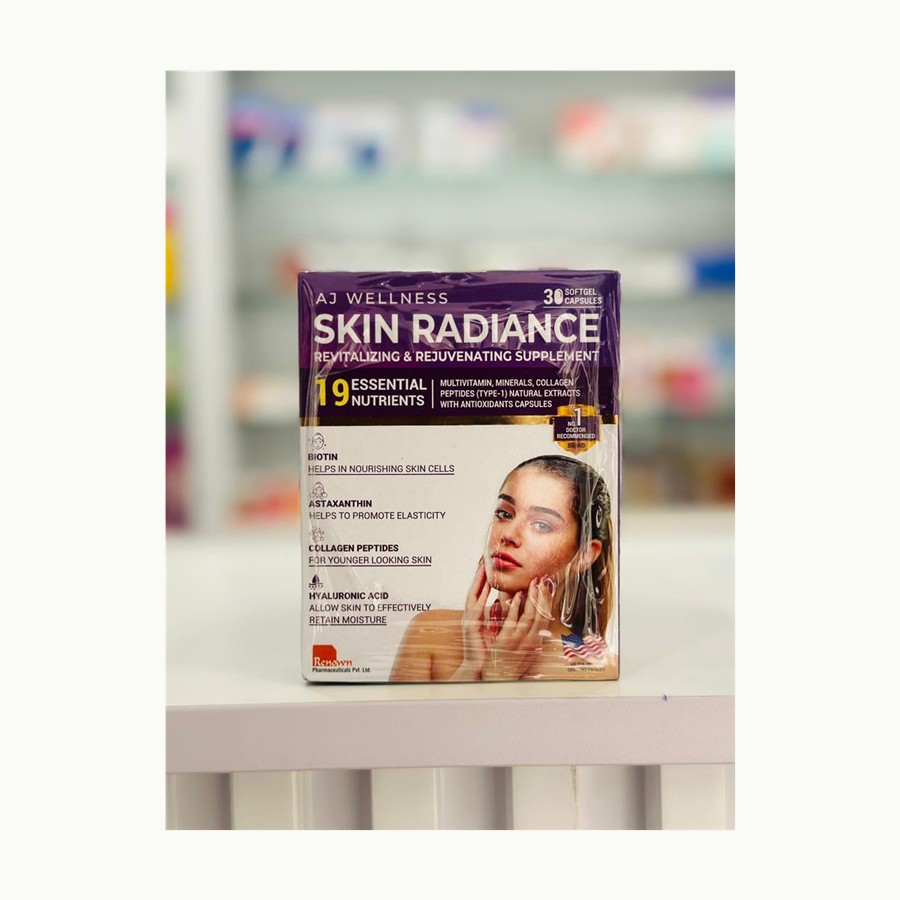 AJ WELLNESS
30 SOFTGEL
CAPSULES
SKIN RADIANCE
REVITALIZING & REJUVENATING SUPPLEMENT
19 ESSENTIAL
NUTRIENTS
MULTIVITAMIN, MINERALS, COLLAGEN
PEPTIDES (TYPE-1) NATURAL EXTRACTS
WITH ANTIOXIDANTS CAPSULES
NO.1
DOCTOR
RECOMMENDED
BIOTIN
HELPS IN NOURISHING SKIN CELLS
ASTAXANTHIN
HELPS TO PROMOTE ELASTICITY
COLLAGEN PEPTIDES
FOR YOUNGER LOOKING SKIN
HYALURONIC ACID
ALLOW SKIN TO EFFECTIVELY
RETAIN MOISTURE
Renown
Pharmaceuticals Pvt. Ltd.